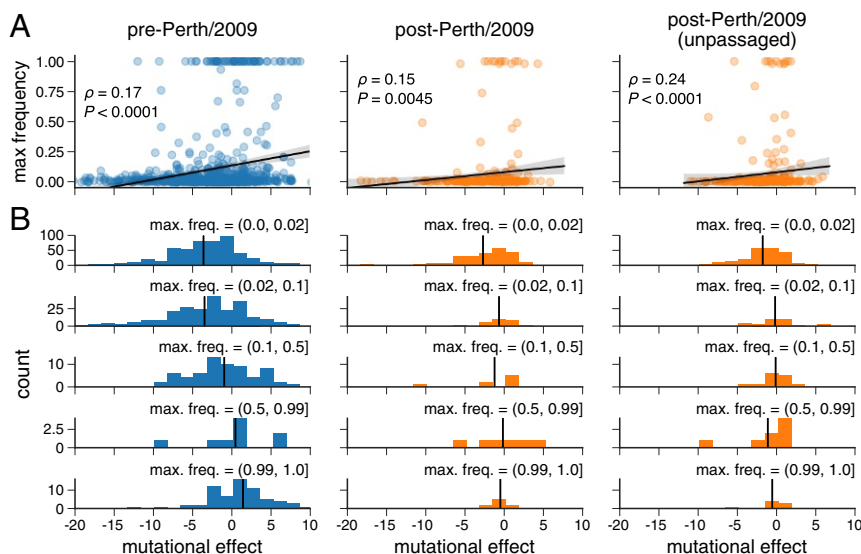 A
pre-Perth/2009
post-Perth/2009
post-Perth/2009
(unpassaged)
max frequency
1.00
0.75
0.50
0.25
0.00
ρ = 0.17
P < 0.0001
ρ = 0.15
P = 0.0045
ρ = 0.24
P < 0.0001
B
count
max. freq. = (0.0, 0.02]
max. freq. = (0.0, 0.02]
max. freq. = (0.0, 0.02]
100
50
0
max. freq. = (0.02, 0.1]
max. freq. = (0.02, 0.1]
max. freq. = (0.02, 0.1]
25
0
max. freq. = (0.1, 0.5]
max. freq. = (0.1, 0.5]
max. freq. = (0.1, 0.5]
10
0
max. freq. = (0.5, 0.99]
max. freq. = (0.5, 0.99]
max. freq. = (0.5, 0.99]
2.5
0
max. freq. = (0.99, 1.0]
max. freq. = (0.99, 1.0]
max. freq. = (0.99, 1.0]
10
0
-20 -15 -10 -5 0 5 10
-20 -15 -10 -5 0 5 10
-20 -15 -10 -5 0 5 10
mutational effect
mutational effect
mutational effect